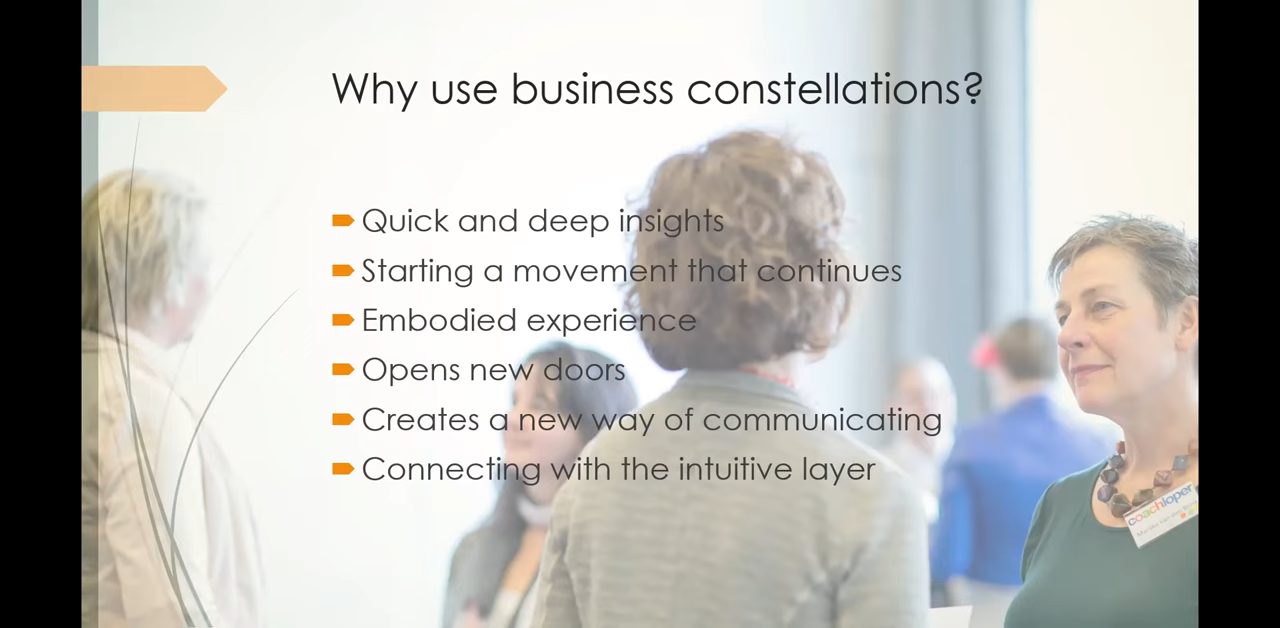 Why use business constellations?
Quick and deep insights
Starting a movement that continues
Embodied experience
Opens new doors
Creates a new way of communicating
Connecting with the intuitive layer
coachloper